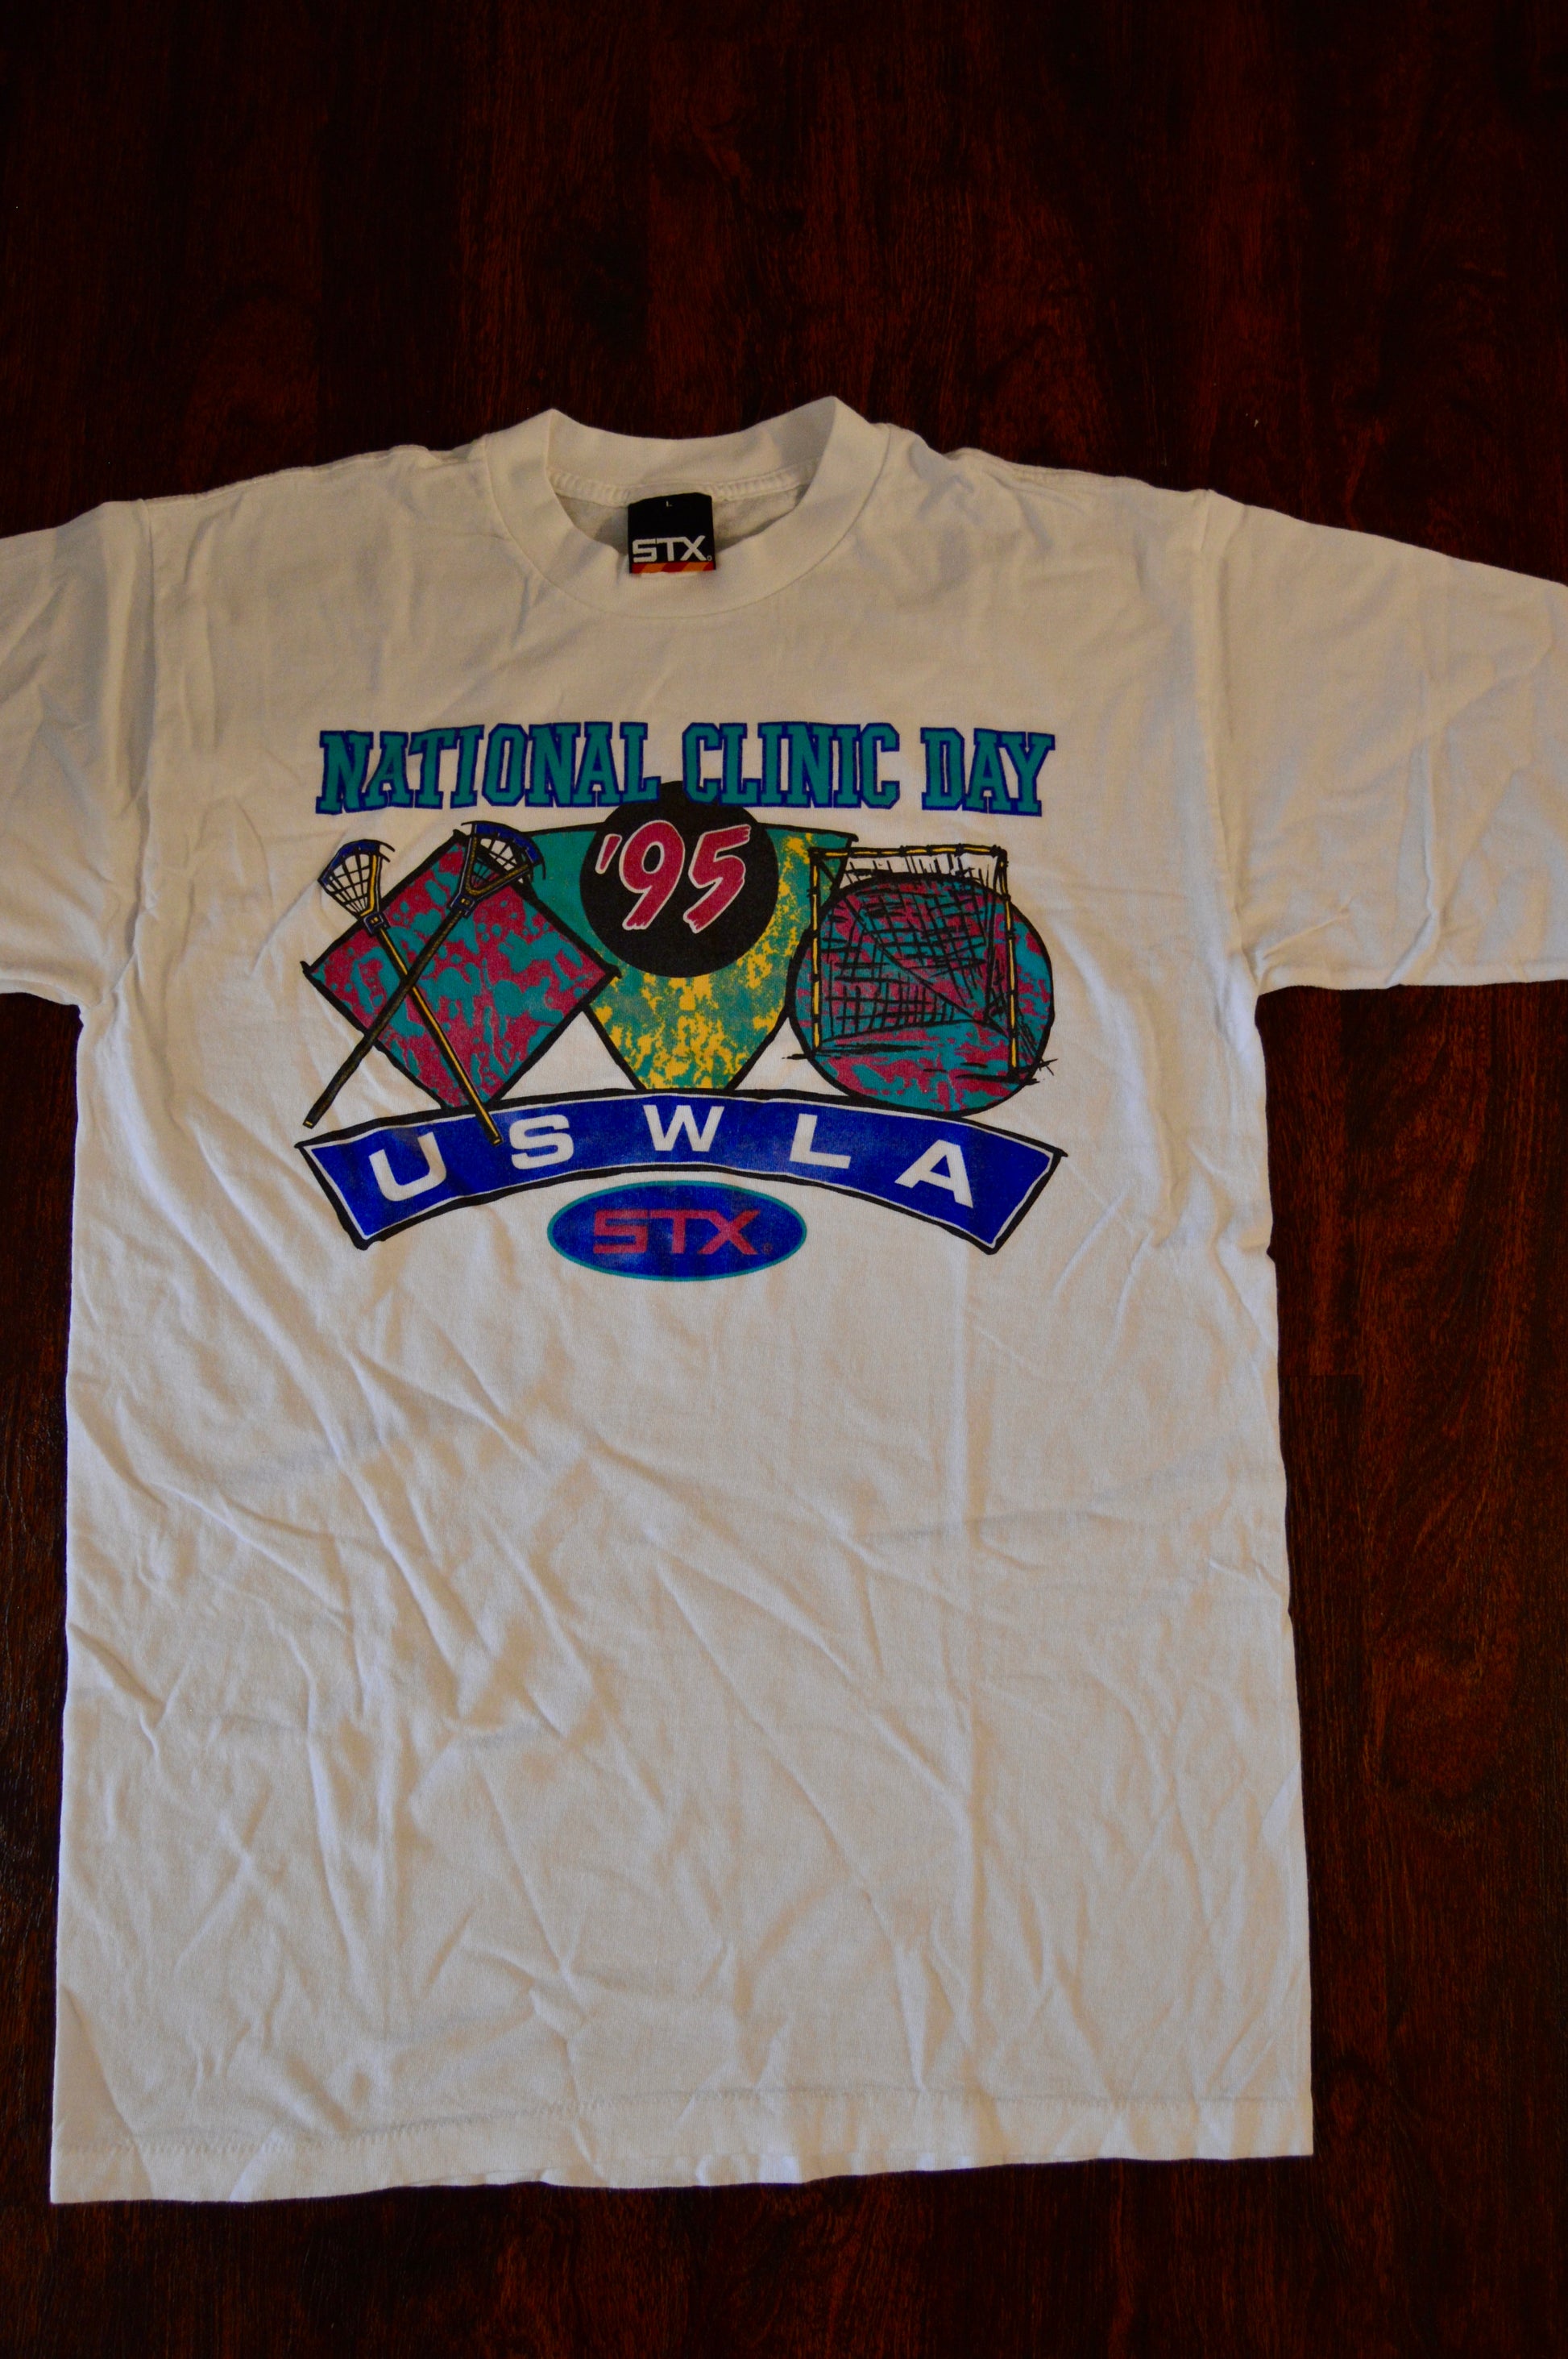 L
STX
NATIONAL CLINIC DAY
'95
USWLA
STX